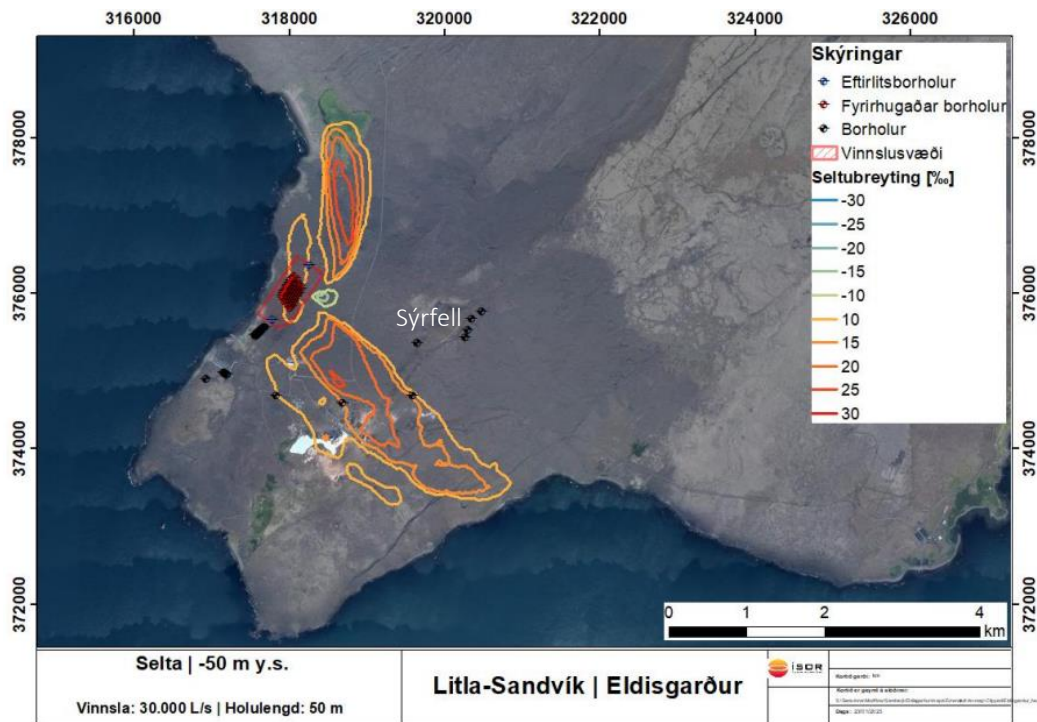 316000
318000
320000
322000
324000
326000
378000
376000
374000
372000
378000
376000
374000
372000
Skýringar
Eftirlitsborholur
Fyrirhugaðar borholur
Borholur
Vinnslusvæði
Seltubreyting [‰]
-30
-25
-20
-15
-10
10
15
20
25
30
Sýrfell
0 1 2 4
km
Selta | -50 m y.s.
Vinnsla: 30.000 L/s | Holulengd: 50 m
Litla-Sandvík | Eldisgarður
ÍSOR